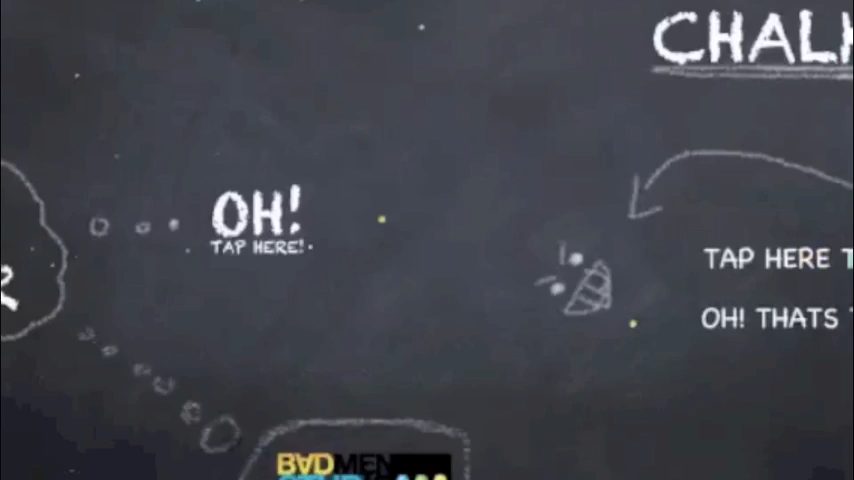 CHAL
OH!
TAP HERE!
TAP HERE T
OH! THATS
BADMEN